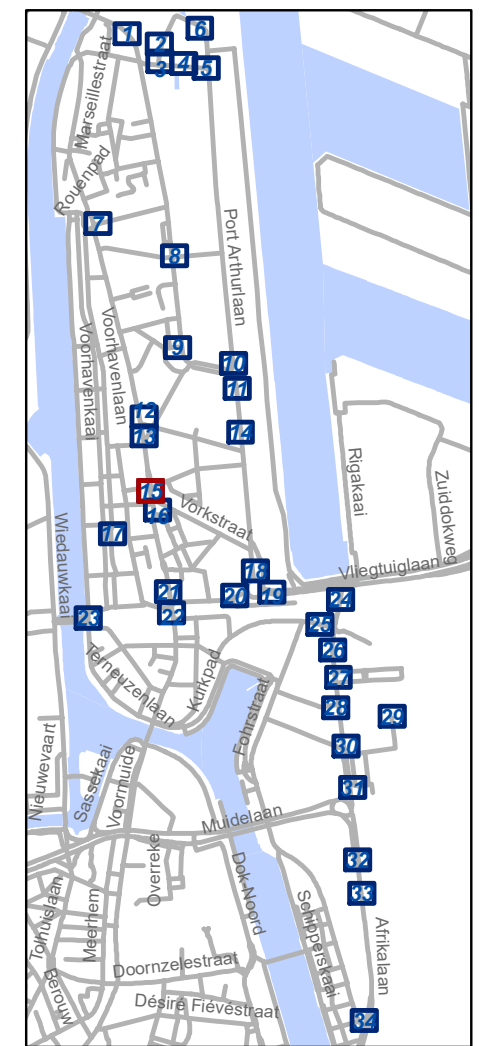 1
2
6
3
4
5
Marseillestraat
Rouenpad
7
8
Port Arthurlaan
9
10
11
Voorhavenkaai
Voorhavenlaan
12
13
14
15
16
17
Vorkstraat
Rigakaai
Zuiddokweg
Wiedauwkaai
18
19
20
21
22
23
Vliegtuiglaan
24
25
26
27
28
29
30
31
Terneuzenlaan
Kurkpad
Fohrstraat
Nieuwevaart
Sassekaai
Voormuide
Muidelaan
Overreke
Dok-Noord
32
33
Tolhuislaan
Meerhem
Schipperskaai
Afrikalaan
Doornzelestraat
Berouw
Désiré Fiévéstraat
34